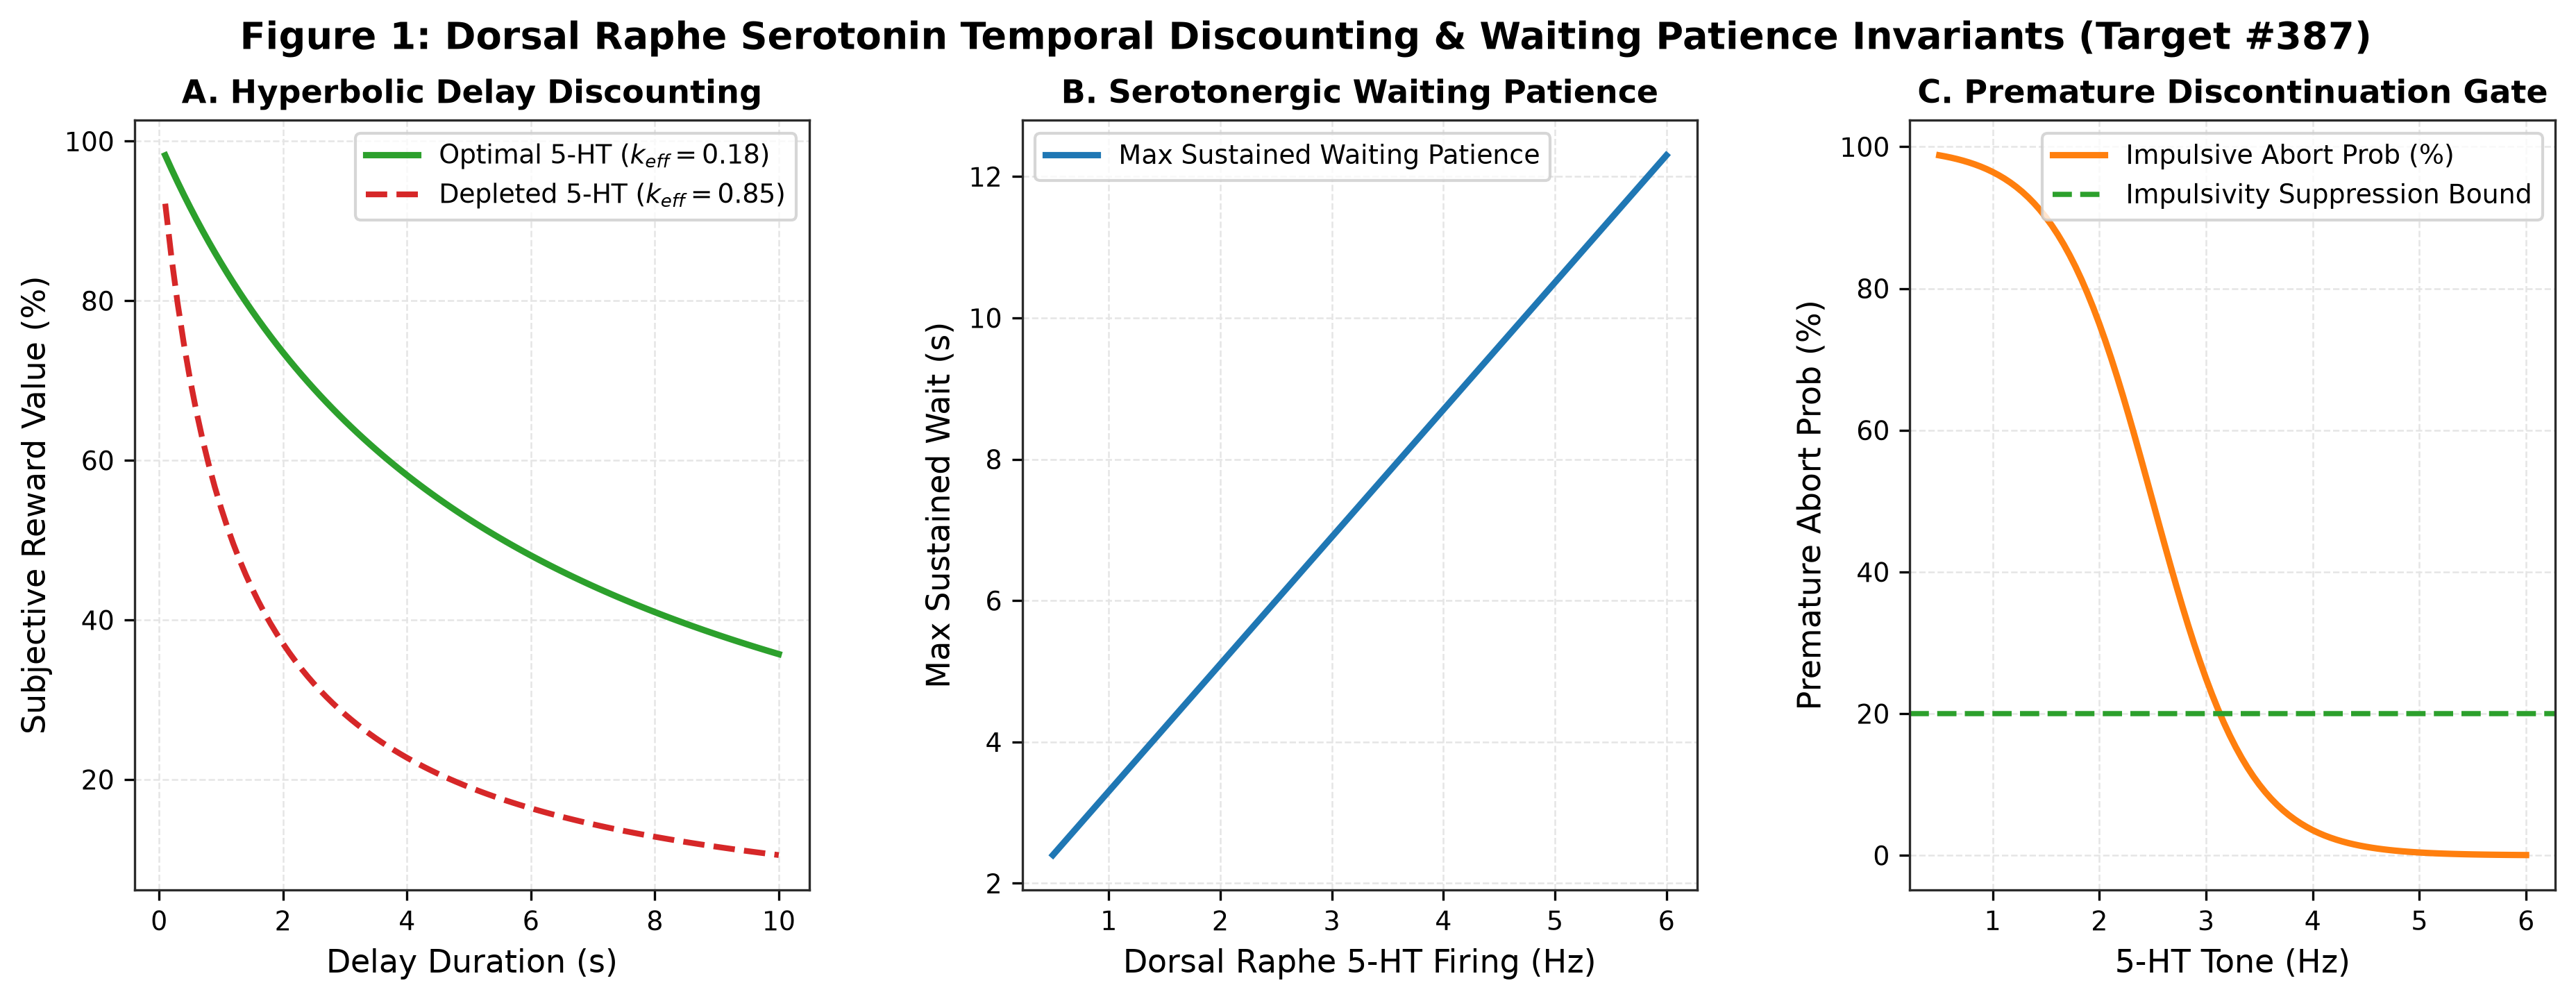 Figure 1: Dorsal Raphe Serotonin Temporal Discounting & Waiting Patience Invariants (Target #387)
A. Hyperbolic Delay Discounting
100
80
60
40
20
0 2 4 6 8 10
Subjective Reward Value (%)
Delay Duration (s)
Optimal 5-HT (k_eff = 0.18)
Depleted 5-HT (k_eff = 0.85)
B. Serotonergic Waiting Patience
12
10
8
6
4
2
1 2 3 4 5 6
Max Sustained Wait (s)
Dorsal Raphe 5-HT Firing (Hz)
Max Sustained Waiting Patience
C. Premature Discontinuation Gate
100
80
60
40
20
0
1 2 3 4 5 6
Premature Abort Prob (%)
5-HT Tone (Hz)
Impulsive Abort Prob (%)
Impulsivity Suppression Bound